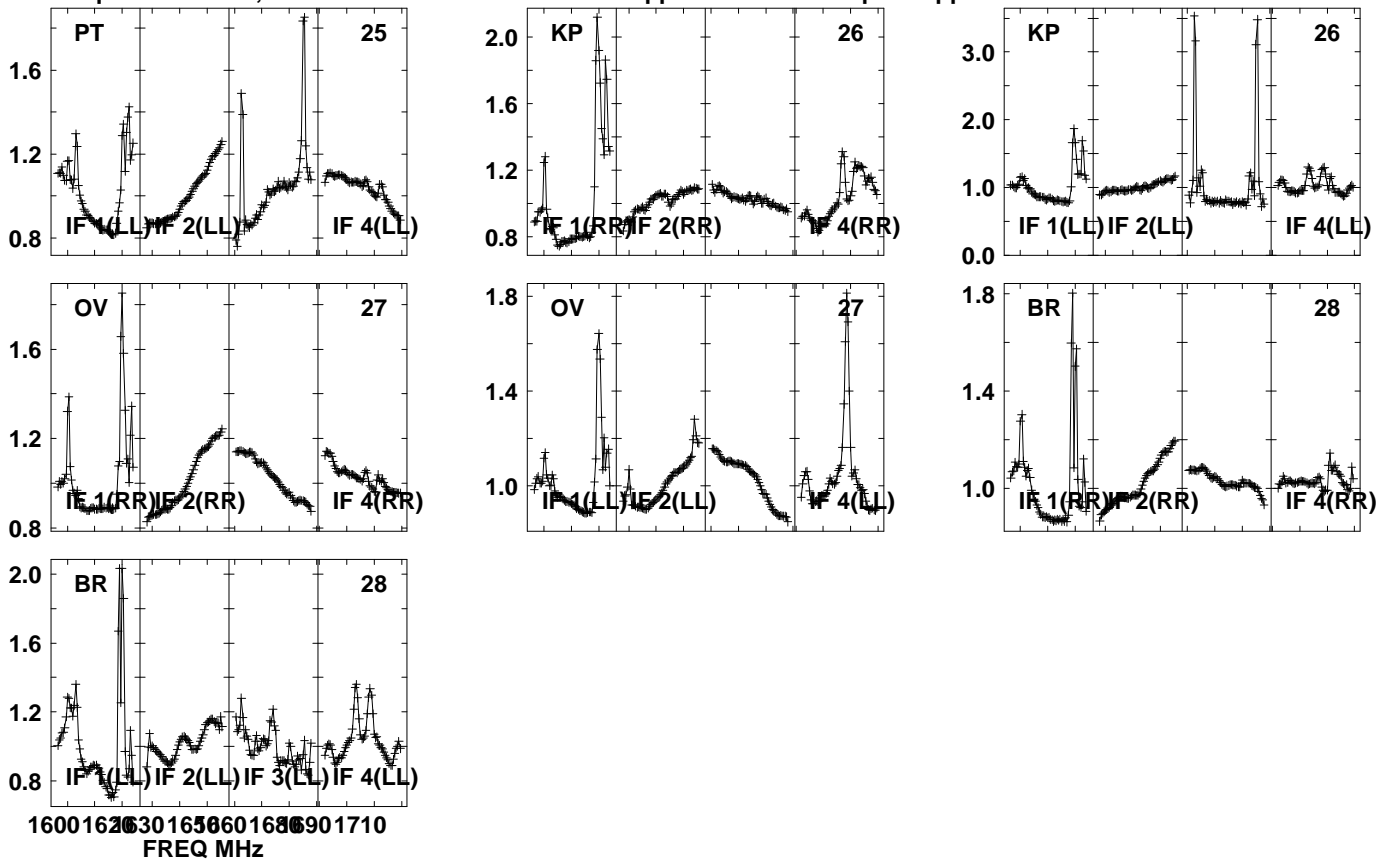 PT 25
1.6
1.2
0.8
IF 1(LL) IF 2(LL) IF 4(LL)
KP 26
2.0
1.6
1.2
0.8
IF 1(RR) IF 2(RR) IF 4(RR)
KP 26
3.0
2.0
1.0
0.0
IF 1(LL) IF 2(LL) IF 4(LL)
OV 27
1.6
1.2
0.8
IF 1(RR) IF 2(RR) IF 4(RR)
OV 27
1.8
1.4
1.0
IF 1(LL) IF 2(LL) IF 4(LL)
BR 28
1.8
1.4
1.0
IF 1(RR) IF 2(RR) IF 4(RR)
BR 28
2.0
1.6
1.2
0.8
IF 1(LL) IF 2(LL) IF 3(LL) IF 4(LL)
1600 1620 1630 1650 1660 1680 1690 1710
FREQ MHz